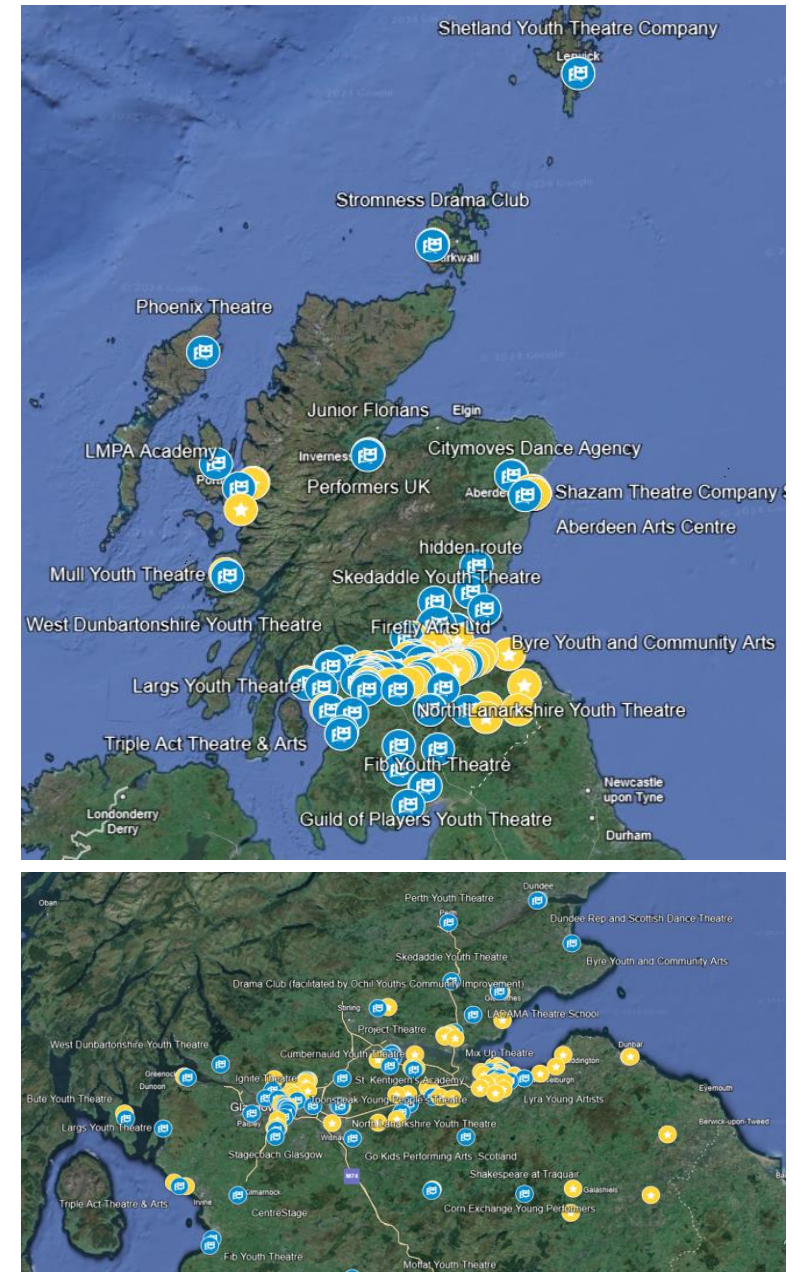 Shetland Youth Theatre Company
Lerwick
Stromness Drama Club
Phoenix Theatre
Junior Florians
Elgin
LMPA Academy
Inverness
Citymoves Dance Agency
Performers UK
Shazam Theatre Company
Aberdeen Arts Centre
hidden route
Mull Youth Theatre
Skedaddle Youth Theatre
West Dunbartonshire Youth Theatre
Firefly Arts Ltd
Byre Youth and Community Arts
Largs Youth Theatre
North Lanarkshire Youth Theatre
Triple Act Theatre & Arts
Fib Youth Theatre
Newcastle
upon Tyne
Londonderry
Derry
Guild of Players Youth Theatre
Durham
Dundee
Oban
Perth Youth Theatre
Perth
Dundee Rep and Scottish Dance Theatre
Skedaddle Youth Theatre
Byre Youth and Community Arts
Drama Club (facilitated by Ochil Youths Community Improvement)
Stirling
LAPAMA Theatre School
Project Theatre
West Dunbartonshire Youth Theatre
Cumbernauld Youth Theatre
Mix Up Theatre
Dunbar
Greenock
Dunoon
Ignite Theatre
St. Kentigern's Academy
Eyemouth
Bute Youth Theatre
Toonspeak Young People's Theatre
Lyra Young Artists
Largs Youth Theatre
Paisley
North Lanarkshire Youth Theatre
Berwick-upon-Tweed
Stagecoach Glasgow
Go Kids Performing Arts Scotland
M74
Shakespeare at Traquair
Triple Act Theatre & Arts
Irvine
Kilmarnock
Galashiels
CentreStage
Corn Exchange Young Performers
Fib Youth Theatre
Moffat Youth Theatre